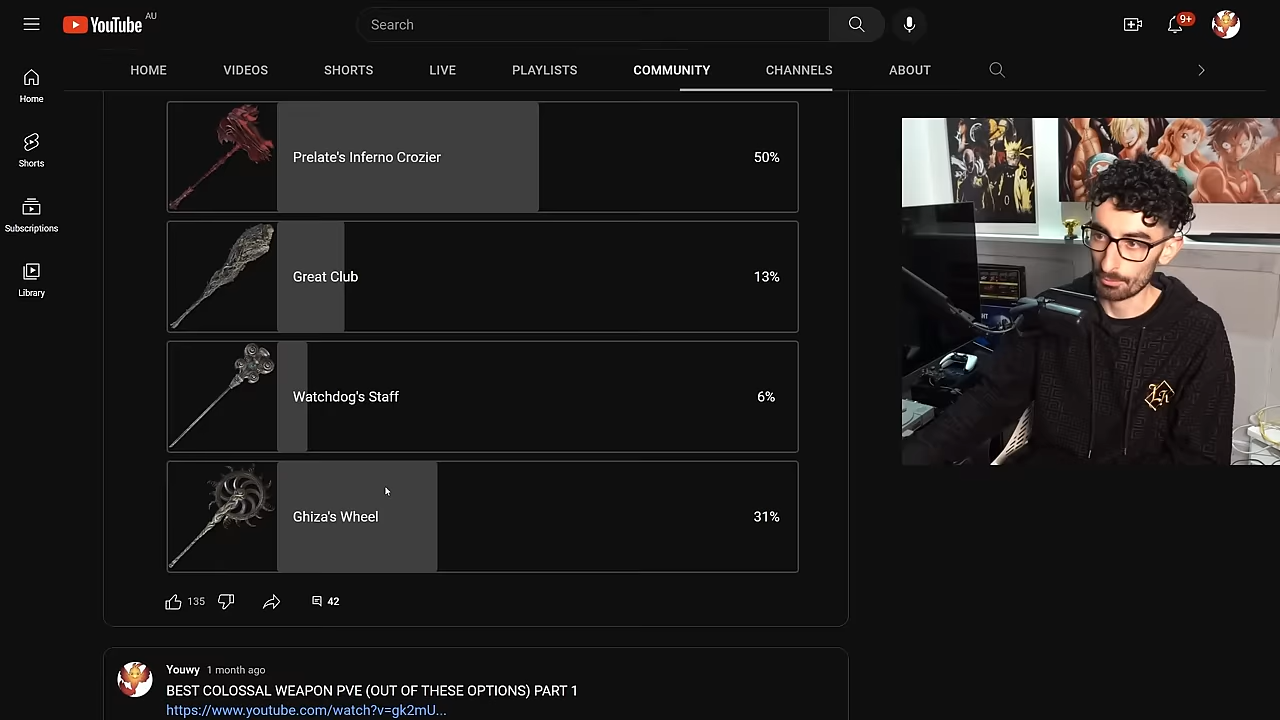 YouTube AU
Search
9+
HOME VIDEOS SHORTS LIVE PLAYLISTS COMMUNITY CHANNELS ABOUT
Home
Shorts
Subscriptions
Library
Prelate's Inferno Crozier 50%
Great Club 13%
Watchdog's Staff 6%
Ghiza's Wheel 31%
135 42
Youwy 1 month ago
BEST COLOSSAL WEAPON PVE (OUT OF THESE OPTIONS) PART 1
https://www.youtube.com/watch?v=gk2mU...